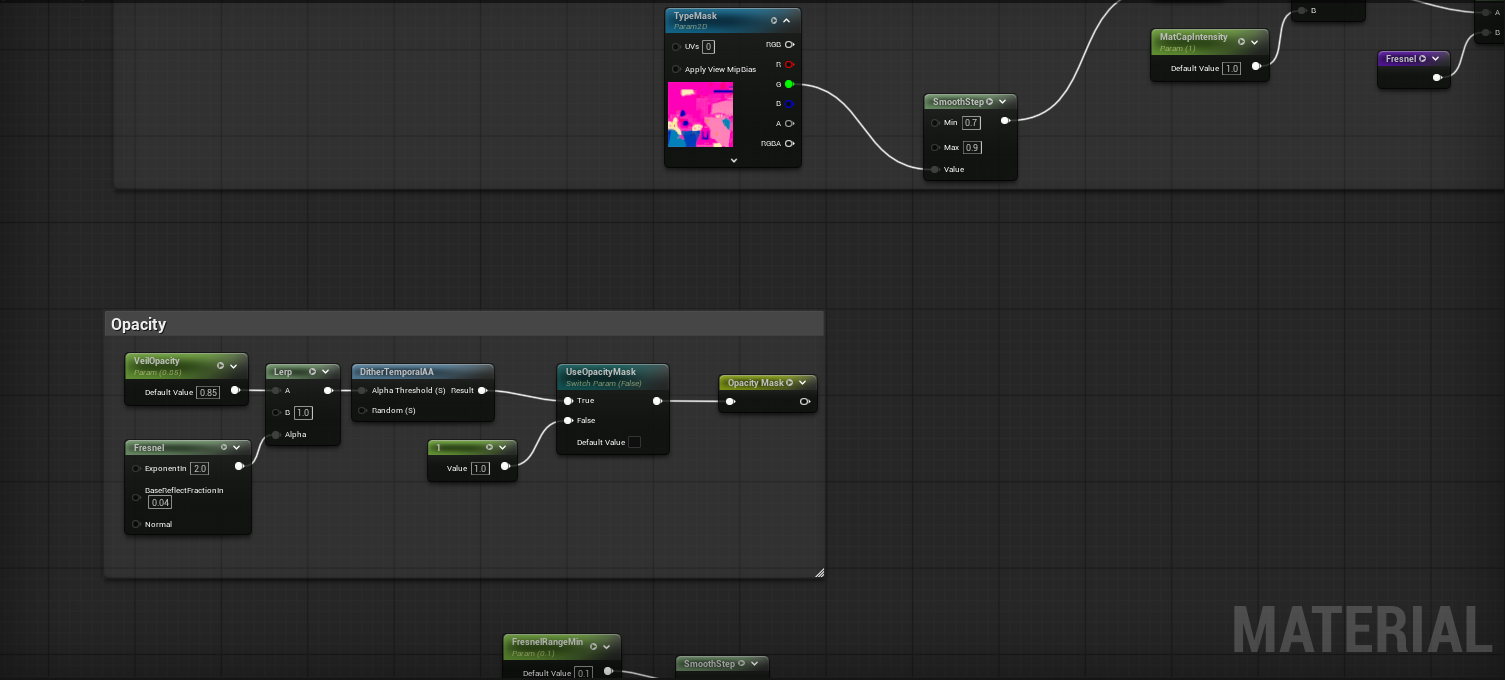 TypeMask
Param2D
UVs 0
Apply View MipBias
RGB
R
G
B
A
RGBA
SmoothStep
Min 0.7
Max 0.9
Value
MatCapIntensity
Param (1)
Default Value 1.0
B
Fresnel
A
B
Opacity
VeilOpacity
Param (0.85)
Default Value 0.85
Lerp
A
B 1.0
Alpha
DitherTemporalAA
Alpha Threshold (S) Result
Random (S)
UseOpacityMask
Switch Param (False)
True
False
Default Value
Opacity Mask
Fresnel
ExponentIn 2.0
BaseReflectFractionIn
0.04
Normal
1
Value 1.0
FresnelRangeMin
Param (0.1)
Default Value 0.1
SmoothStep
MATERIAL